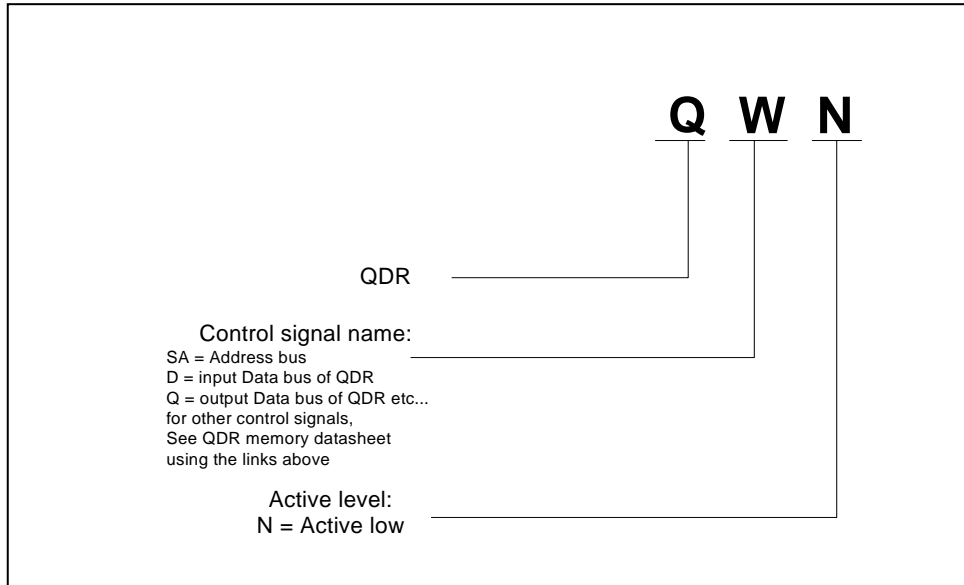 Q W N
QDR
Control signal name:
SA = Address bus
D = input Data bus of QDR
Q = output Data bus of QDR etc...
for other control signals,
See QDR memory datasheet
using the links above
Active level:
N = Active low